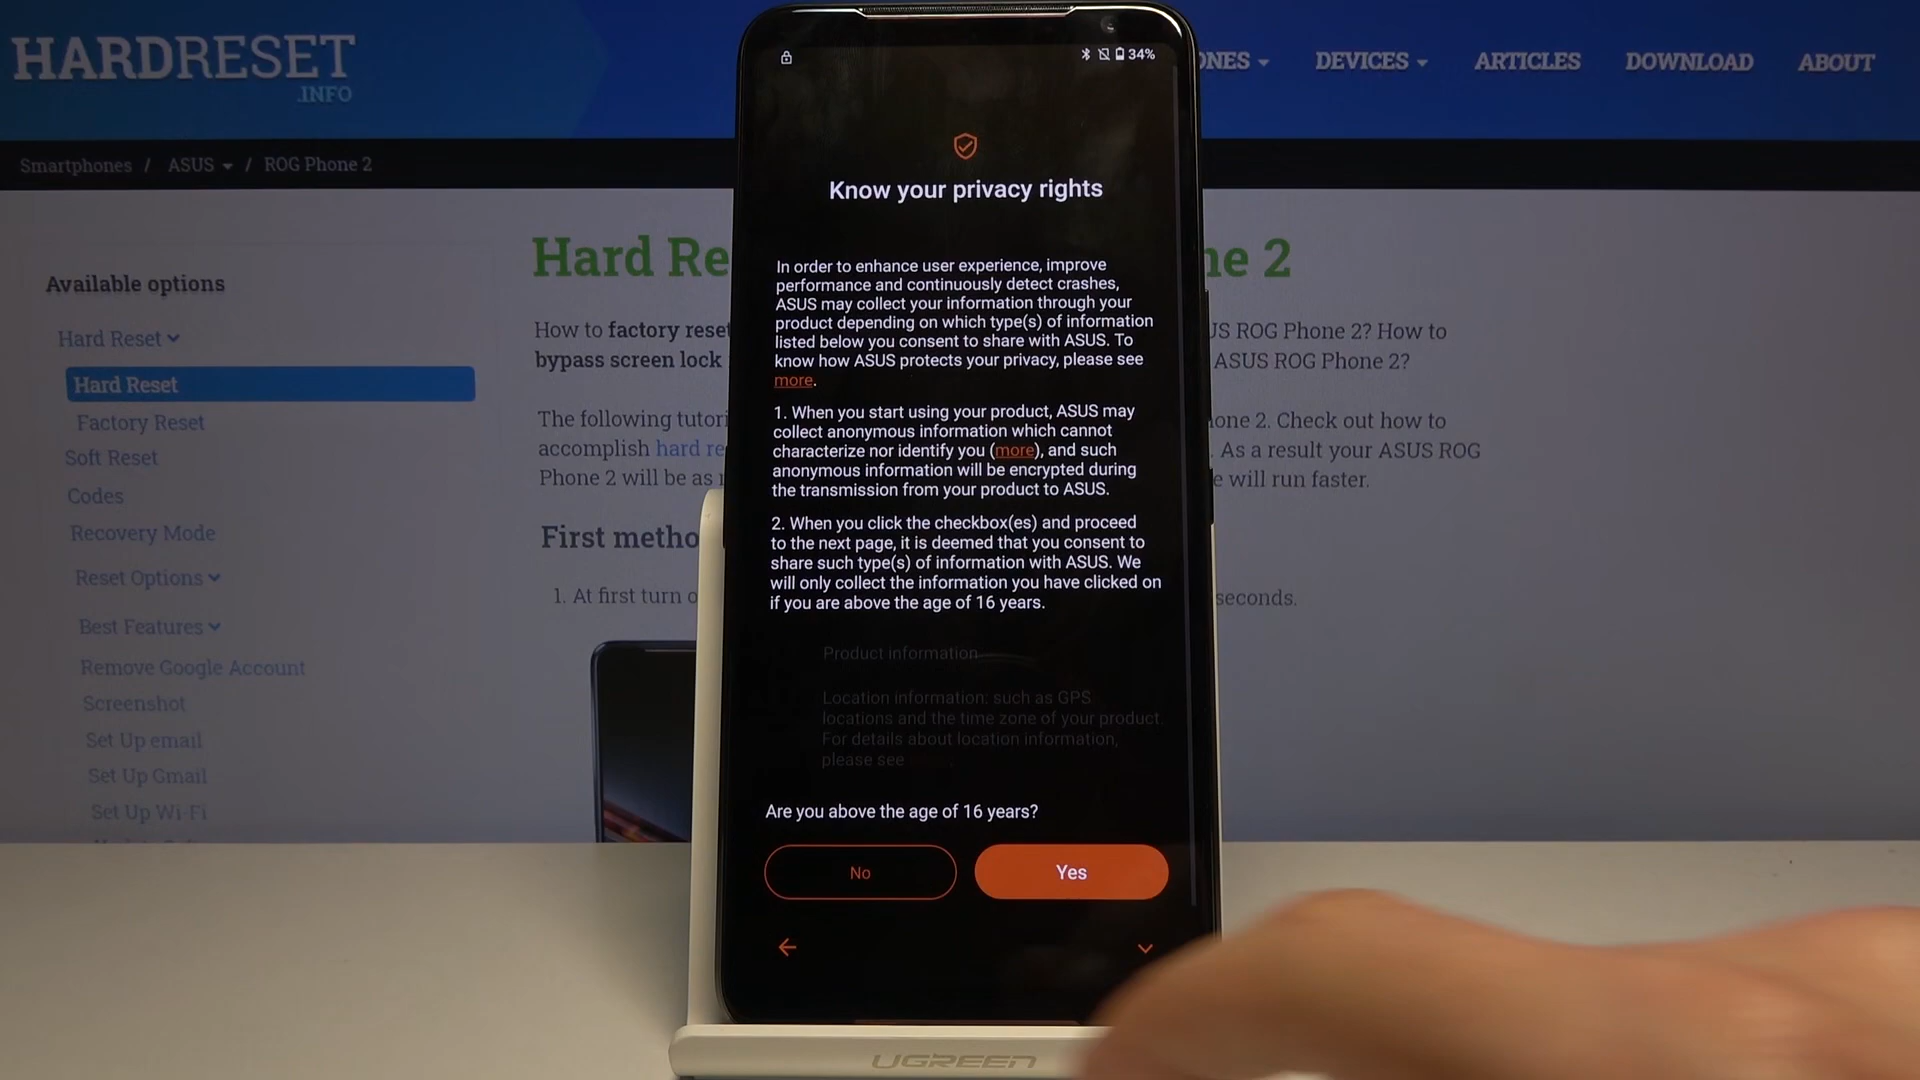 HARDRESET
.INFO
DEVICES
ARTICLES
DOWNLOAD
ABOUT
Smartphones / ASUS / ROG Phone 2
Available options
Hard Reset
Hard Reset
Factory Reset
Soft Reset
Codes
Recovery Mode
Reset Options
Best Features
Remove Google Account
Screenshot
Set Up email
Set Up Gmail
Set Up Wi-Fi
Hard Re
e 2
How to factory reset
ROG Phone 2? How to
bypass screen lock
ASUS ROG Phone 2?
The following
2. Check out how to
accomplish hard re
. As a result your ASUS ROG
Phone 2 will be as
will run faster.
First metho
1. At first turn
seconds.
34%
Know your privacy rights
In order to enhance user experience, improve
performance and continuously detect crashes,
ASUS may collect your information through your
product depending on which type(s) of information
listed below you consent to share with ASUS. To
know how ASUS protects your privacy, please see
more.
1. When you start using your product, ASUS may
collect anonymous information which cannot
characterize nor identify you (more), and such
anonymous information will be encrypted during
the transmission from your product to ASUS.
2. When you click the checkbox(es) and proceed
to the next page, it is deemed that you consent to
share such type(s) of information with ASUS. We
will only collect the information you have clicked on
if you are above the age of 16 years.
Product information
Location information: such as GPS
locations and the time zone of your product.
For details about location information,
please see
Are you above the age of 16 years?
No
Yes
UGREEN